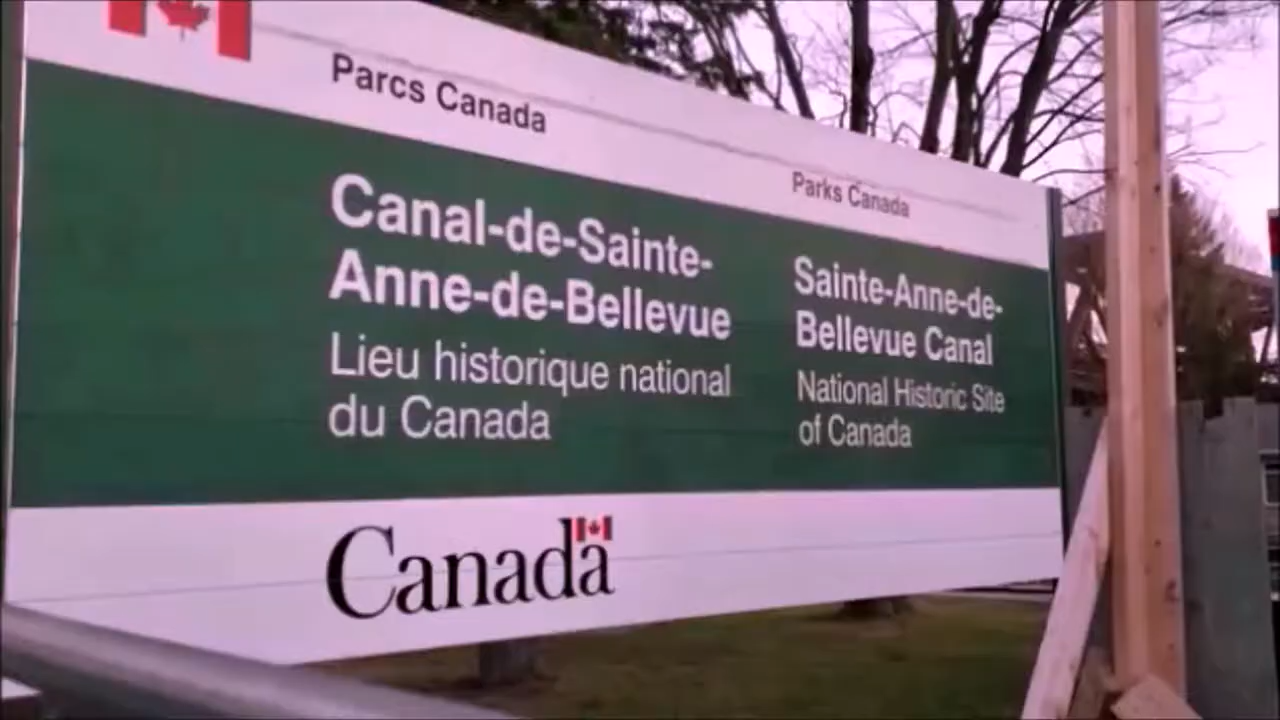 Parcs Canada
Canal-de-Sainte-
Anne-de-Bellevue
Lieu historique national
du Canada
Parks Canada
Sainte-Anne-de-
Bellevue Canal
National Historic Site
of Canada
Canada